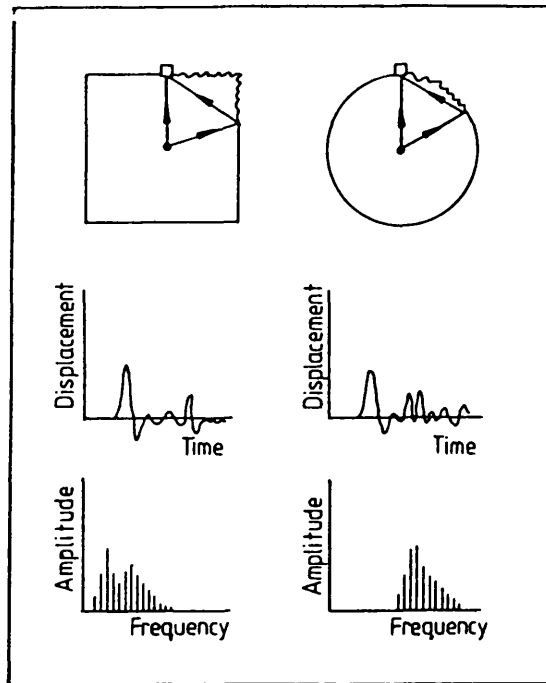 Displacement
Time
Displacement
Time
Amplitude
Frequency
Amplitude
Frequency